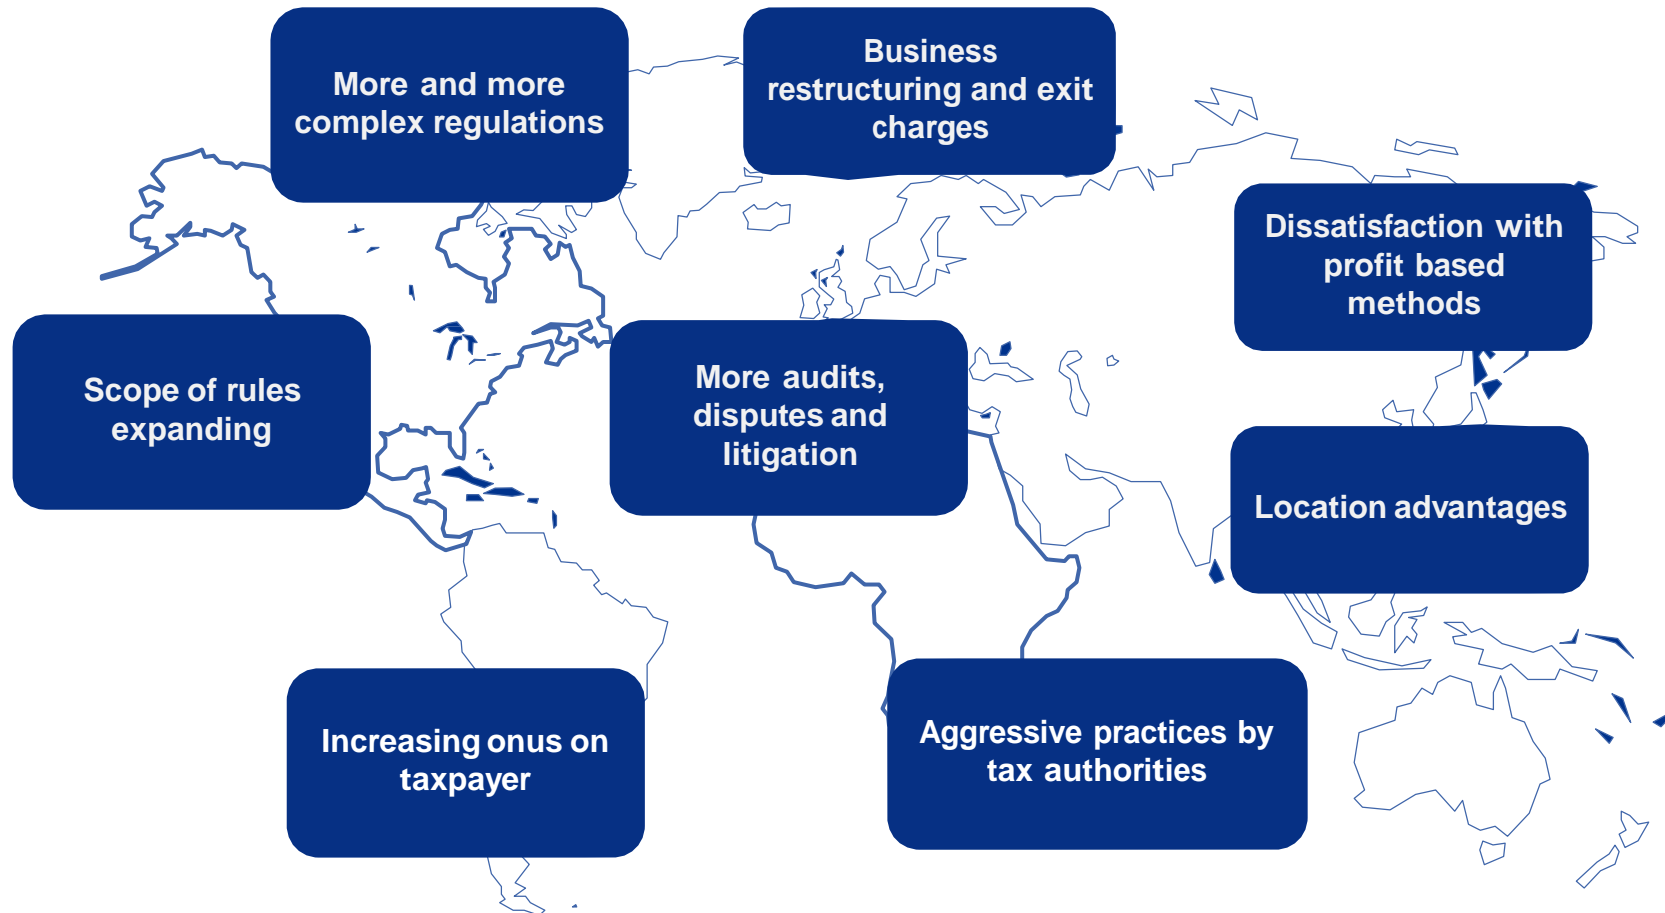 More and more
complex regulations
Business
restructuring and exit
charges
Dissatisfaction with
profit based
methods
Scope of rules
expanding
More audits,
disputes and
litigation
Location advantages
Increasing onus on
taxpayer
Aggressive practices by
tax authorities